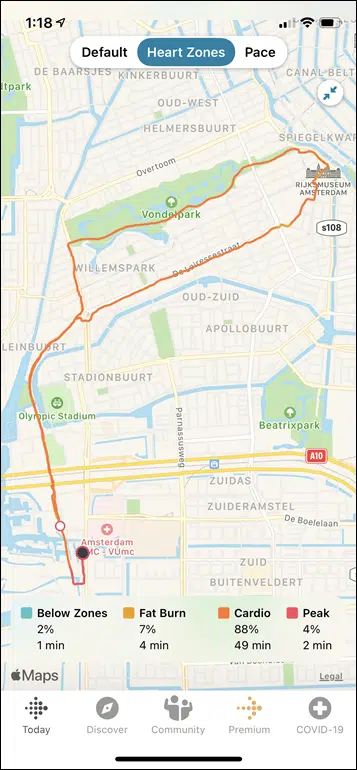 1:18
Default Heart Zones Pace
DE BAARSJES
KINKERBUURT
CANAL BELT
OUD-WEST
HELMERSBUURT
SPIEGELKWAR
Overtoom
RIJKSMUSEUM
AMSTERDAM
Vondelpark
s108
WILLEMSPARK
De Lairessestraat
OUD-ZUID
APOLLOBUURT
LEINBUURT
STADIONBUURT
Olympic Stadium
Parnassusweg
Beatrixpark
A10
ZUIDAS
ZUIDERAMSTEL
De Boelelaan
Amsterdam
MC - VUmc
ZUID
BUITENVELDERT
Below Zones Fat Burn Cardio Peak
2% 7% 88% 4%
1 min 4 min 49 min 2 min
Maps
Legal
Today Discover Community Premium COVID-19